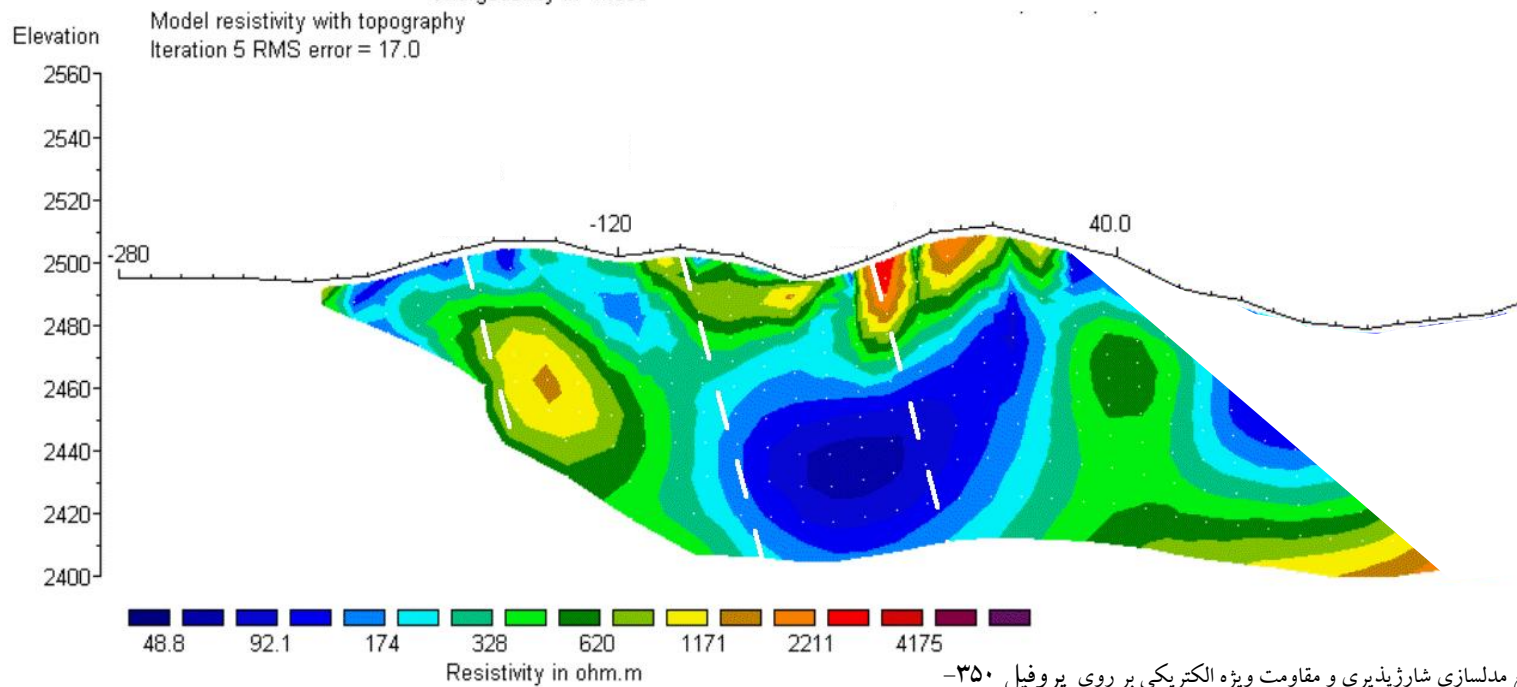 Model resistivity with topography
Elevation
Iteration 5 RMS error = 17.0
2560
2540
2520
-120
40.0
-280
2500
2480
2460
2440
2420
2400
48.8 92.1 174 328 620 1171 2211 4175
Resistivity in ohm.m
مدلسازی شارژپذیری و مقاومت ویژه الکتریکی بر روی پروفیل ۳۵۰-